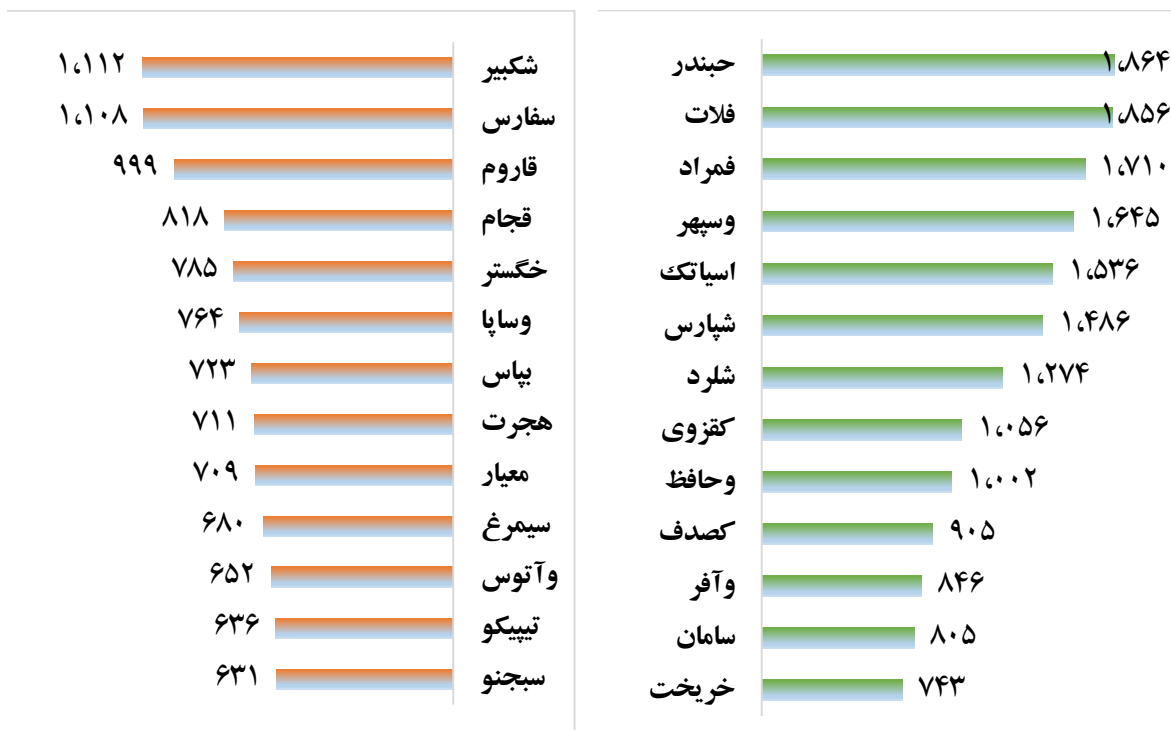 حبندر ۱،۸۶۴
فلات ۱،۸۵۶
فمراد ۱،۷۱۰
وسپهر ۱،۶۴۵
اسیاتک ۱،۵۳۶
شپارس ۱،۴۸۶
شلرد ۱،۲۷۴
کقزوی ۱،۰۵۶
وحافظ ۱،۰۰۲
کصدف ۹۰۵
وآفر ۸۴۶
سامان ۸۰۵
خریخت ۷۴۳
شکبیر ۱،۱۱۲
سفارس ۱،۱۰۸
قاروم ۹۹۹
قجام ۸۱۸
خگستر ۷۸۵
وساپا ۷۶۴
بپاس ۷۲۳
هجرت ۷۱۱
معیار ۷۰۹
سیمرغ ۶۸۰
وآتوس ۶۵۲
تیپیکو ۶۳۶
سبجنو ۶۳۱